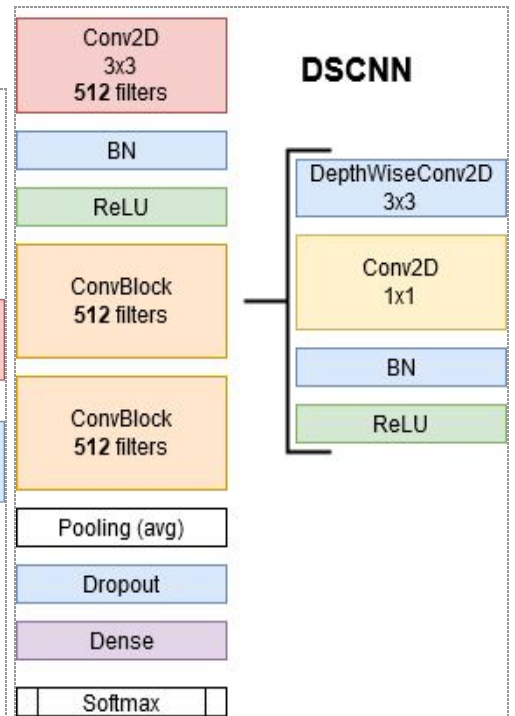 Conv2D
3x3
512 filters
BN
ReLU
ConvBlock
512 filters
ConvBlock
512 filters
Pooling (avg)
Dropout
Dense
Softmax
DSCNN
DepthWiseConv2D
3x3
Conv2D
1x1
BN
ReLU